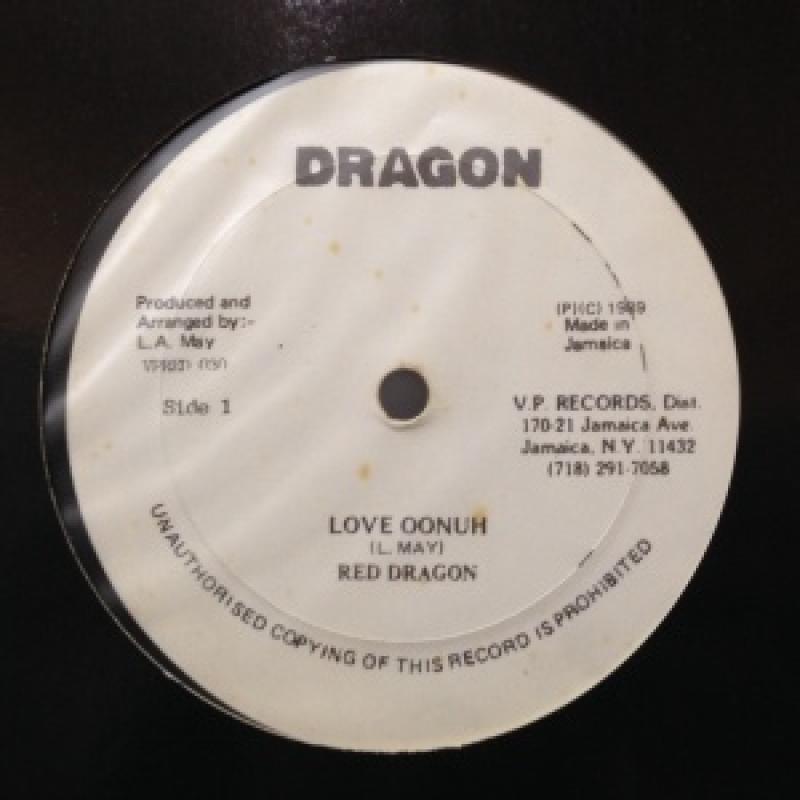 DRAGON
Produced and
Arranged by:-
L.A. May
Side 1
(P)(C) 1989
Made in
Jamaica
V.P. RECORDS, Dist.
170-21 Jamaica Ave.
Jamaica, N.Y. 11432
(718) 291-7058
LOVE OONUH
(L. MAY)
RED DRAGON
UNAUTHORISED COPYING OF THIS RECORD IS PROHIBITED